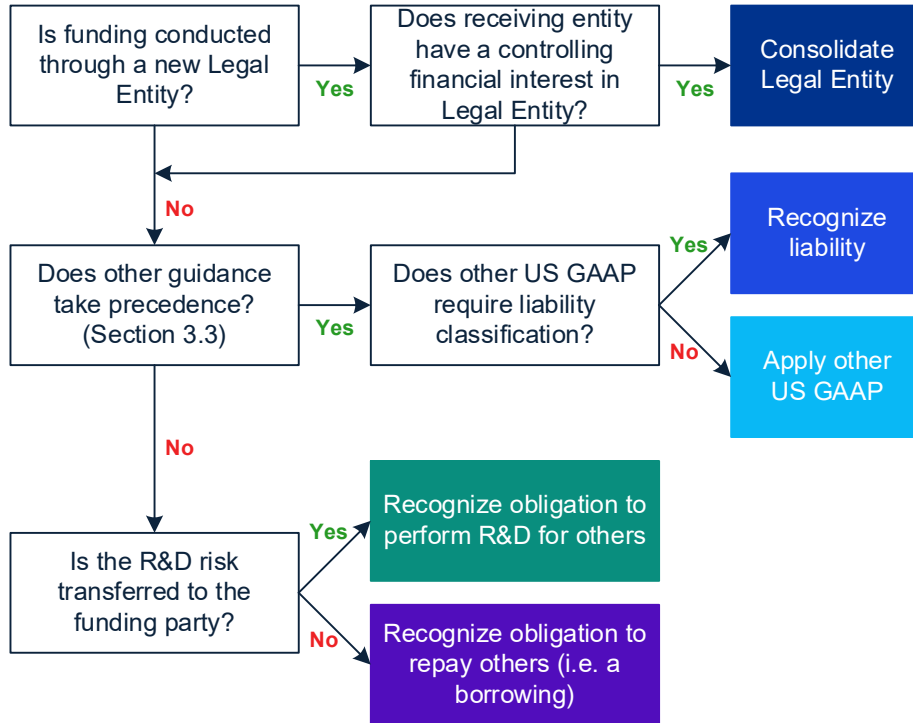 Is funding conducted
through a new Legal
Entity?
Yes
Does receiving entity
have a controlling
financial interest in
Legal Entity?
Yes
Consolidate
Legal Entity
No
Does other guidance
take precedence?
(Section 3.3)
Yes
Does other US GAAP
require liability
classification?
Yes
Recognize
liability
No
Apply other
US GAAP
No
Is the R&D risk
transferred to the
funding party?
Yes
Recognize obligation to
perform R&D for others
No
Recognize obligation to
repay others (i.e. a
borrowing)